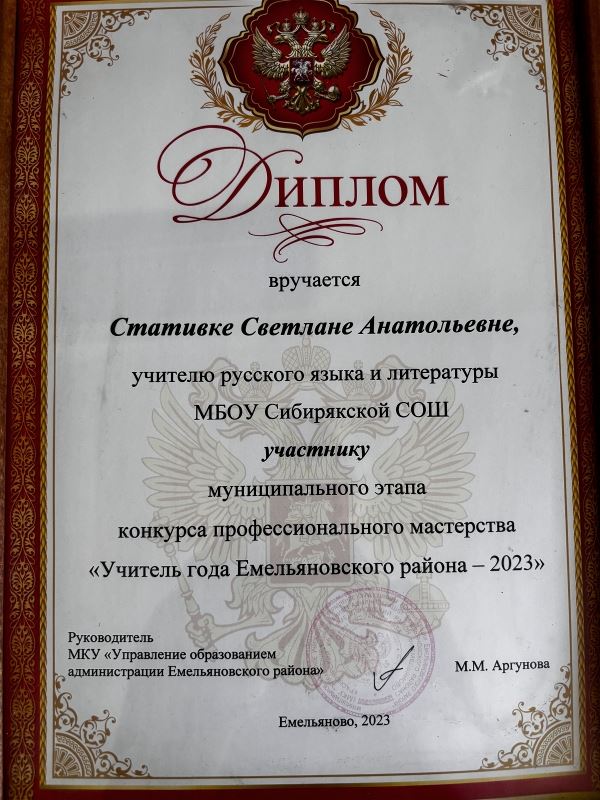 Диплом
вручается
Стативке Светлане Анатольевне,
учителю русского языка и литературы
МБОУ Сибирякской СОШ
участнику
муниципального этапа
конкурса профессионального мастерства
«Учитель года Емельяновского района – 2023»
Руководитель
МКУ «Управление образованием
администрации Емельяновского района»
М.М. Аргунова
Емельяново, 2023